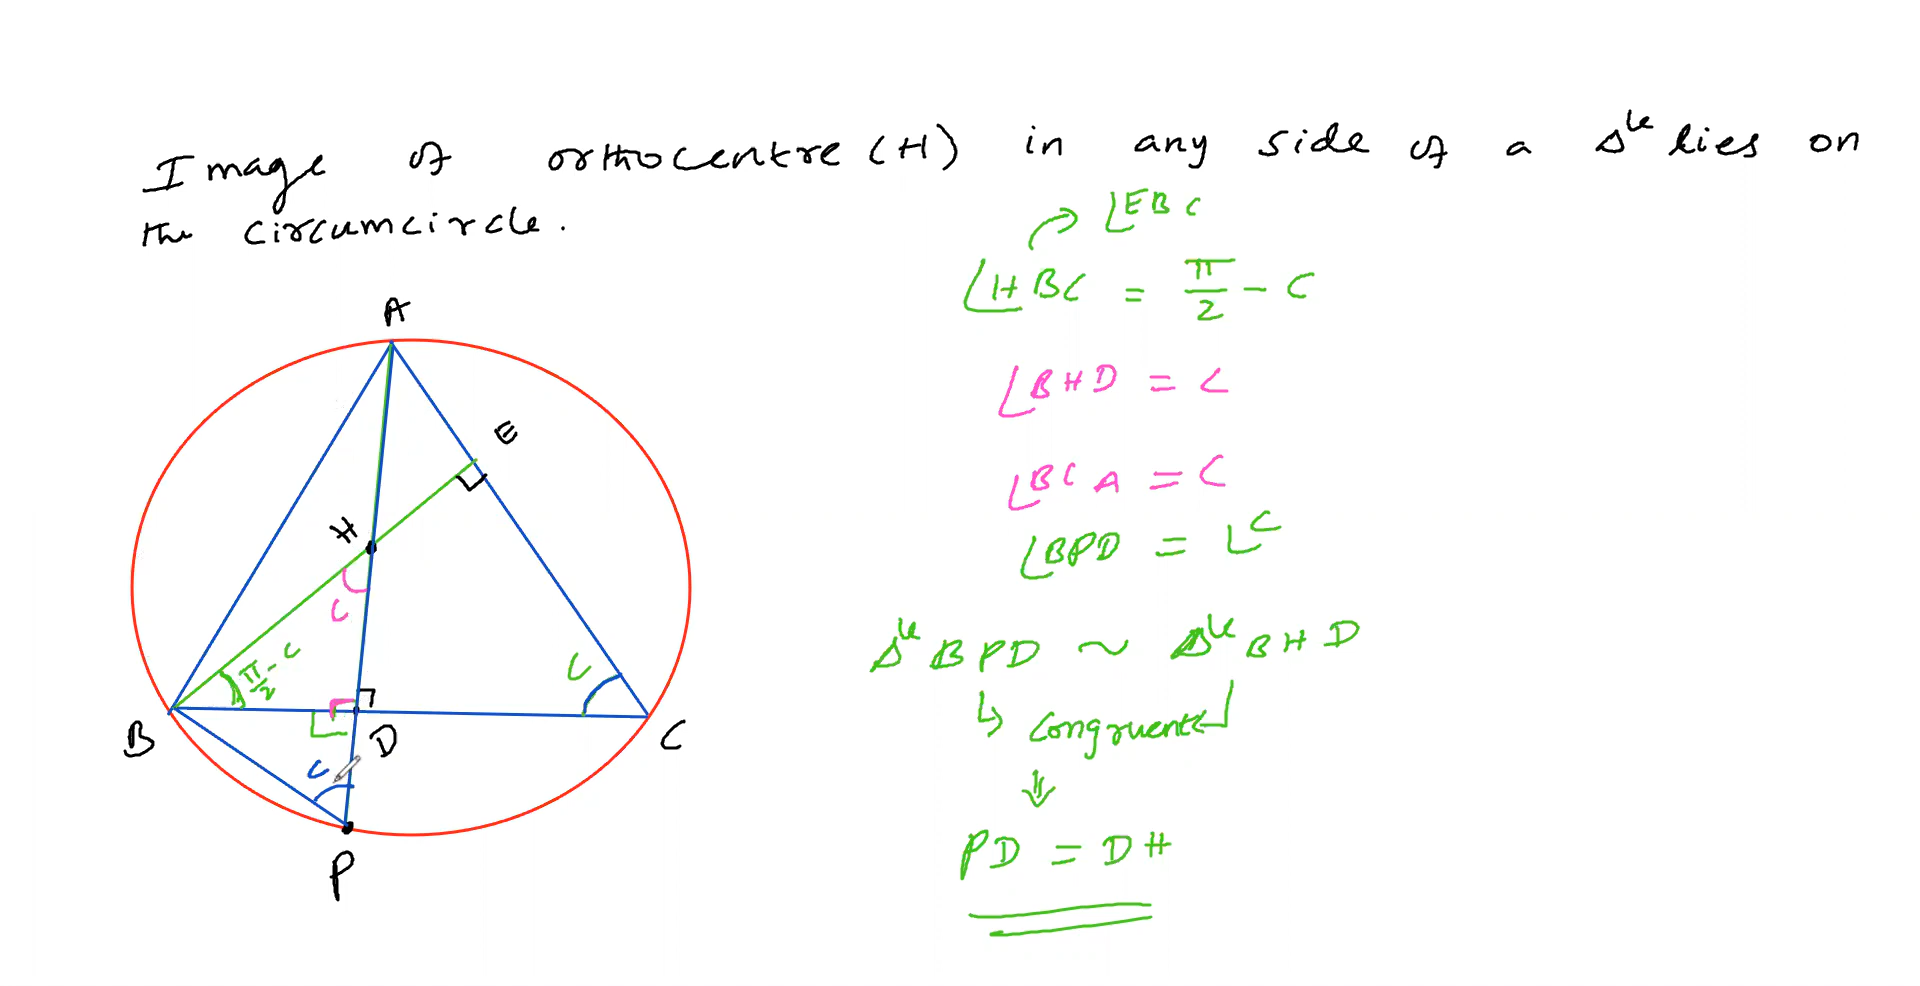 Image of orthocentre (H) in any side of a Δle lies on
the circumcircle.
∠EBC
∠HBC = π/2 - C
∠BHD = C
∠BCA = C
∠BPD = ∠C
Δle BPD ~ Δle BHD
↳ congruent
⇓
PD = DH
A
E
H
C
π/2 - C
C
B
D
C
C
P